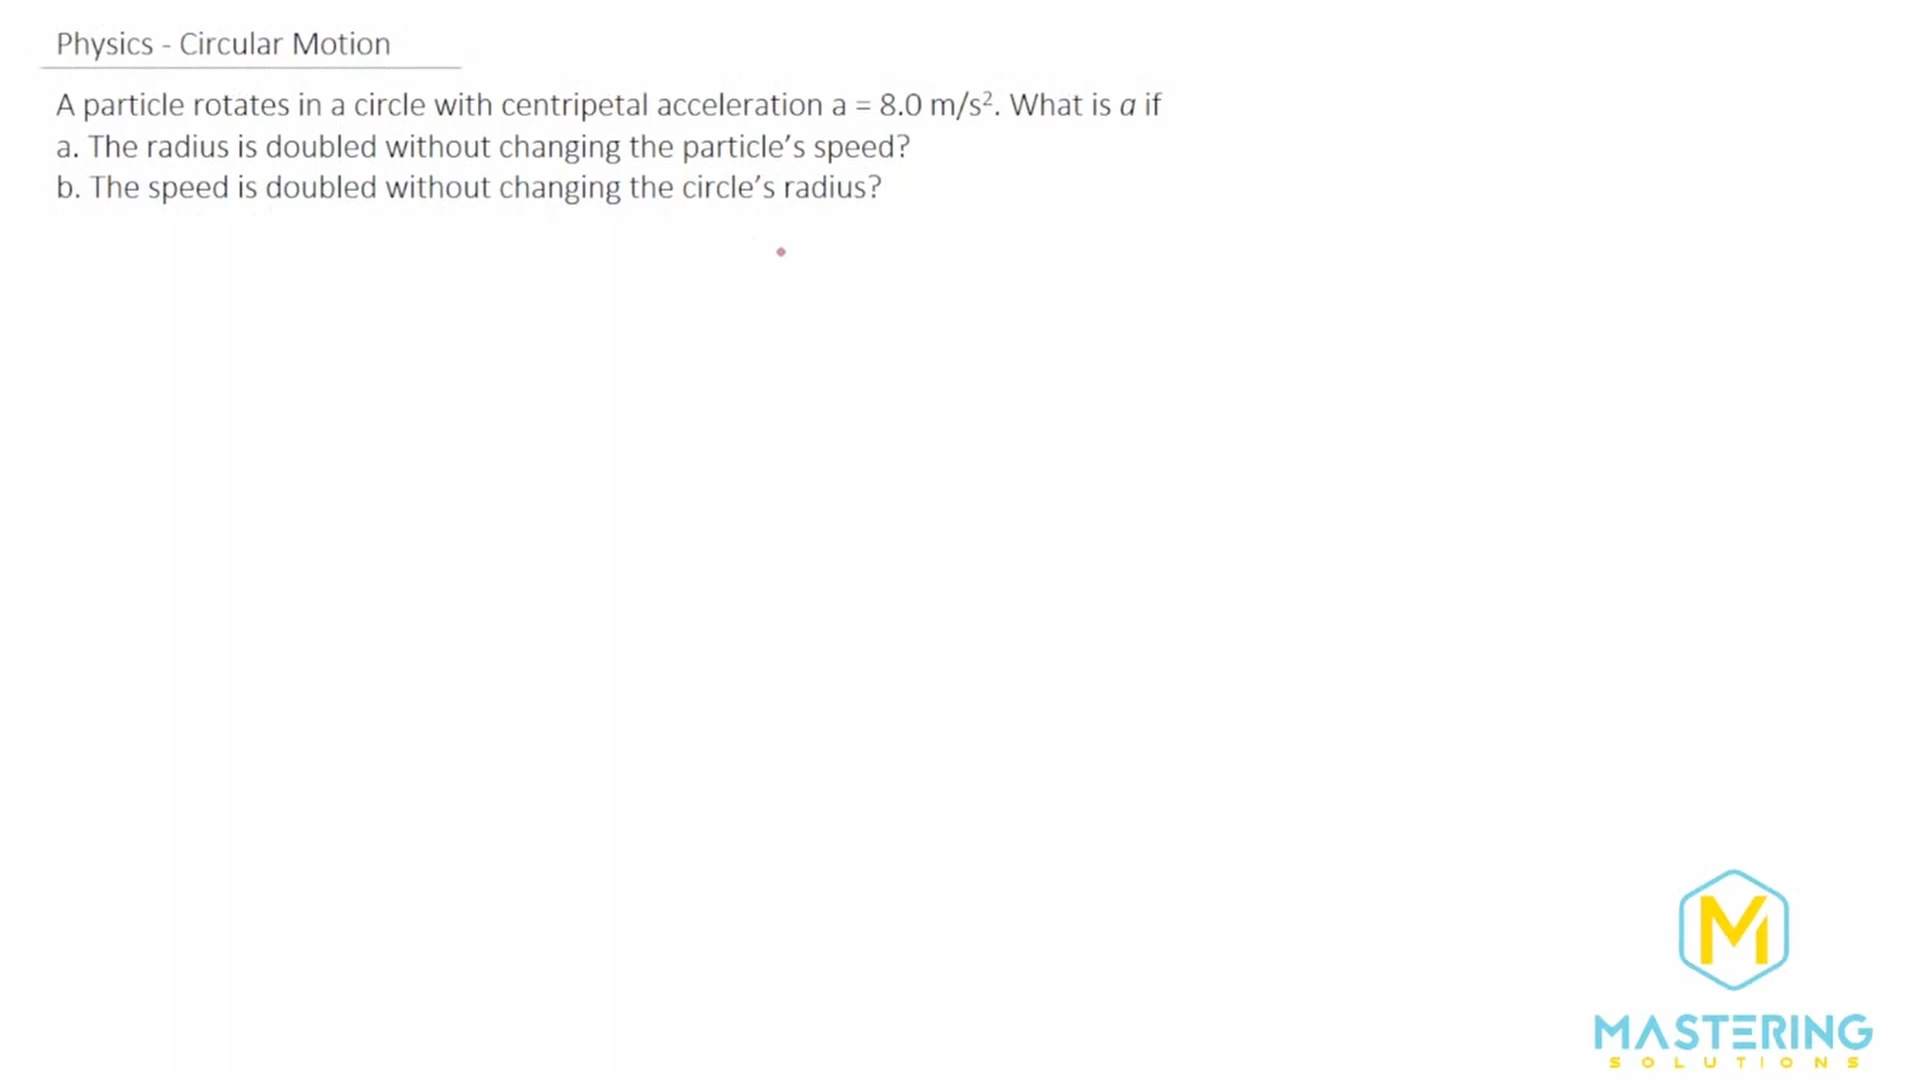 Physics - Circular Motion
A particle rotates in a circle with centripetal acceleration a = 8.0 m/s². What is a if
a. The radius is doubled without changing the particle’s speed?
b. The speed is doubled without changing the circle’s radius?
M
MASTERING
SOLUTIONS